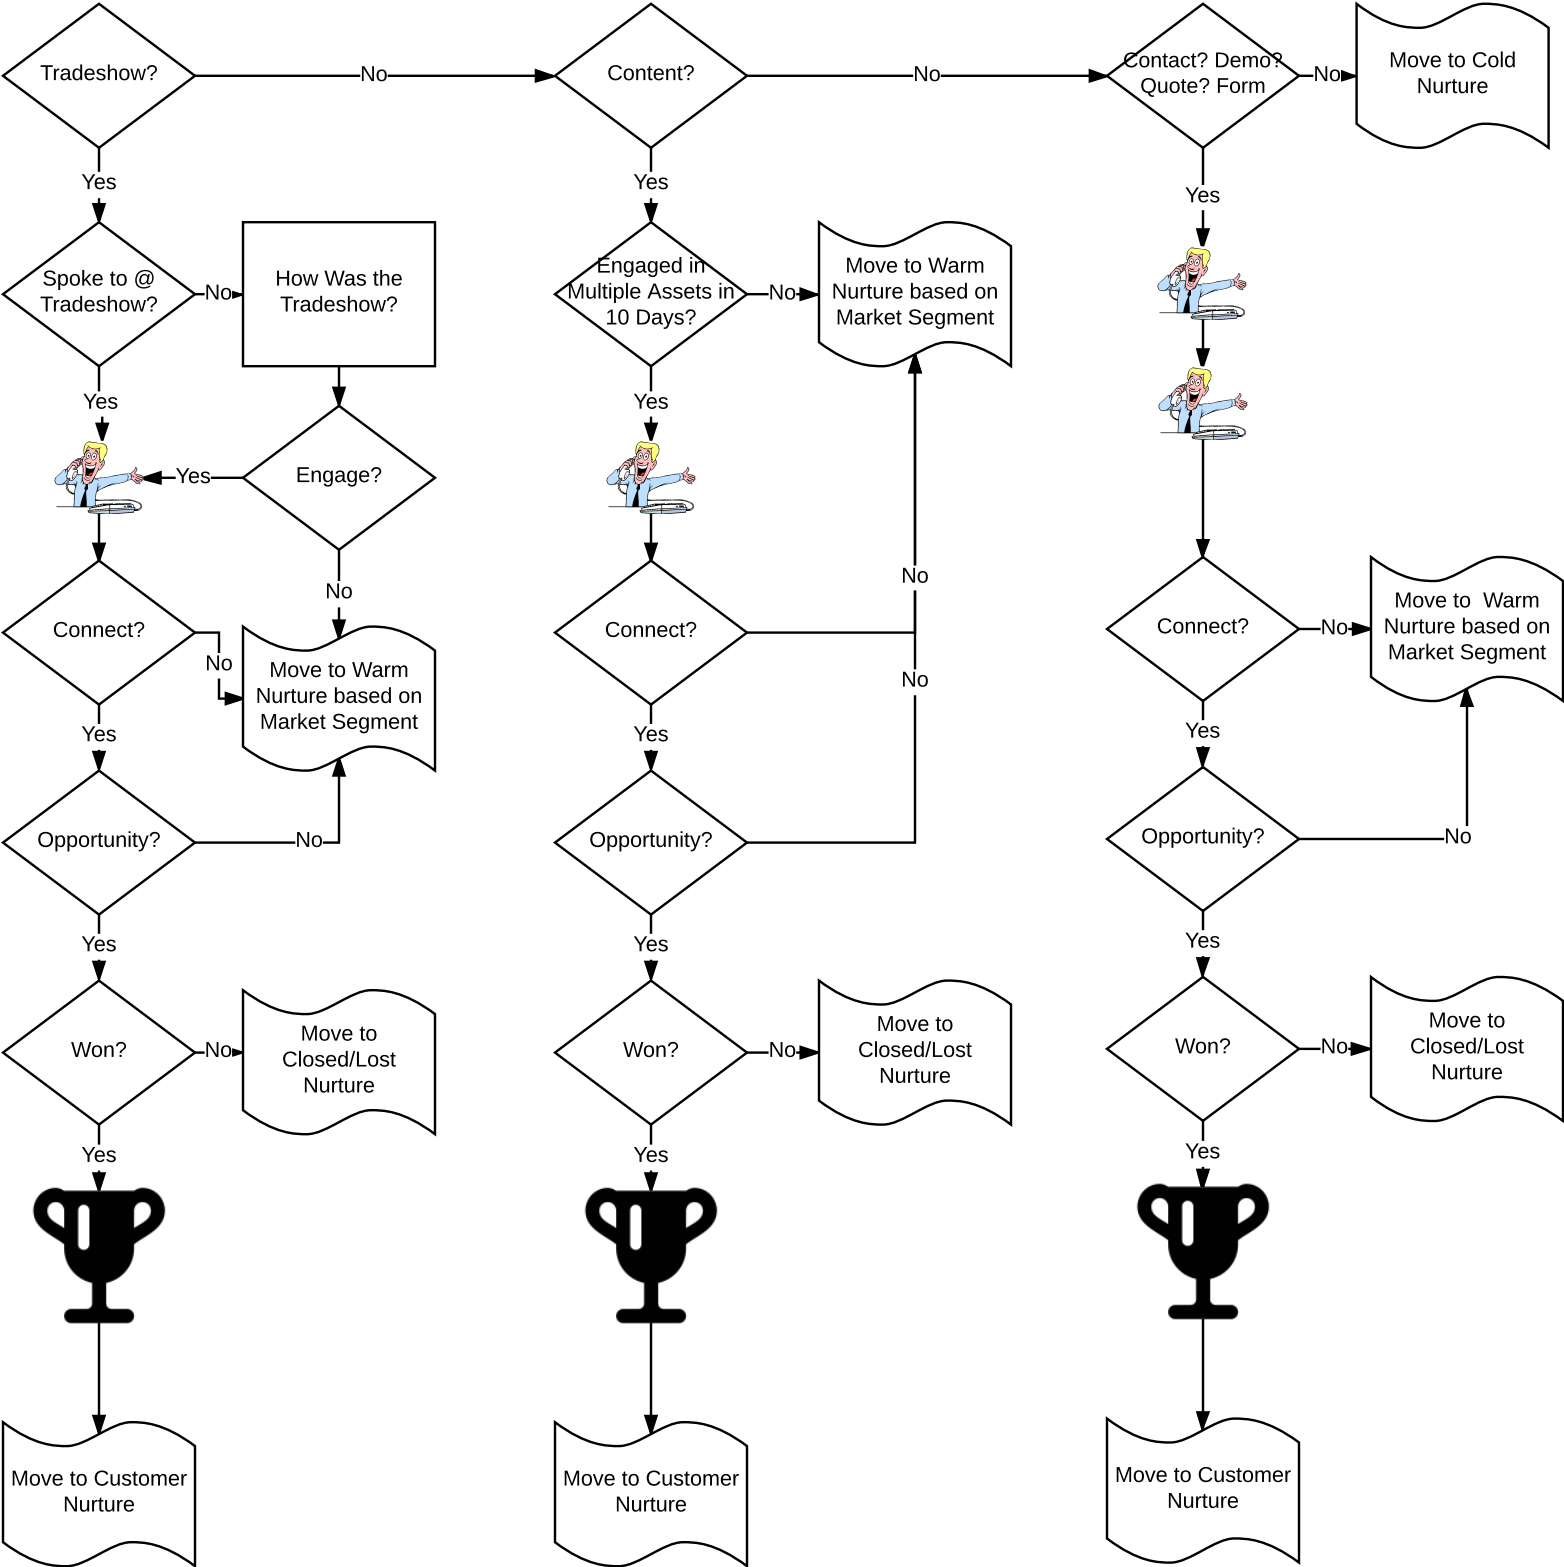 Tradeshow?
No
Content?
No
Contact? Demo?
Quote? Form
No
Move to Cold
Nurture
Yes
Yes
Yes
Spoke to @
Tradeshow?
No
How Was the
Tradeshow?
Engaged in
Multiple Assets in
10 Days?
No
Move to Warm
Nurture based on
Market Segment
Yes
Yes
Yes
Engage?
No
No
Connect?
No
Move to Warm
Nurture based on
Market Segment
Connect?
No
Connect?
No
Move to  Warm
Nurture based on
Market Segment
Yes
Yes
Yes
Opportunity?
No
Opportunity?
Opportunity?
No
Yes
Yes
Yes
Won?
No
Move to
Closed/Lost
Nurture
Won?
No
Move to
Closed/Lost
Nurture
Won?
No
Move to
Closed/Lost
Nurture
Yes
Yes
Yes
Move to Customer
Nurture
Move to Customer
Nurture
Move to Customer
Nurture